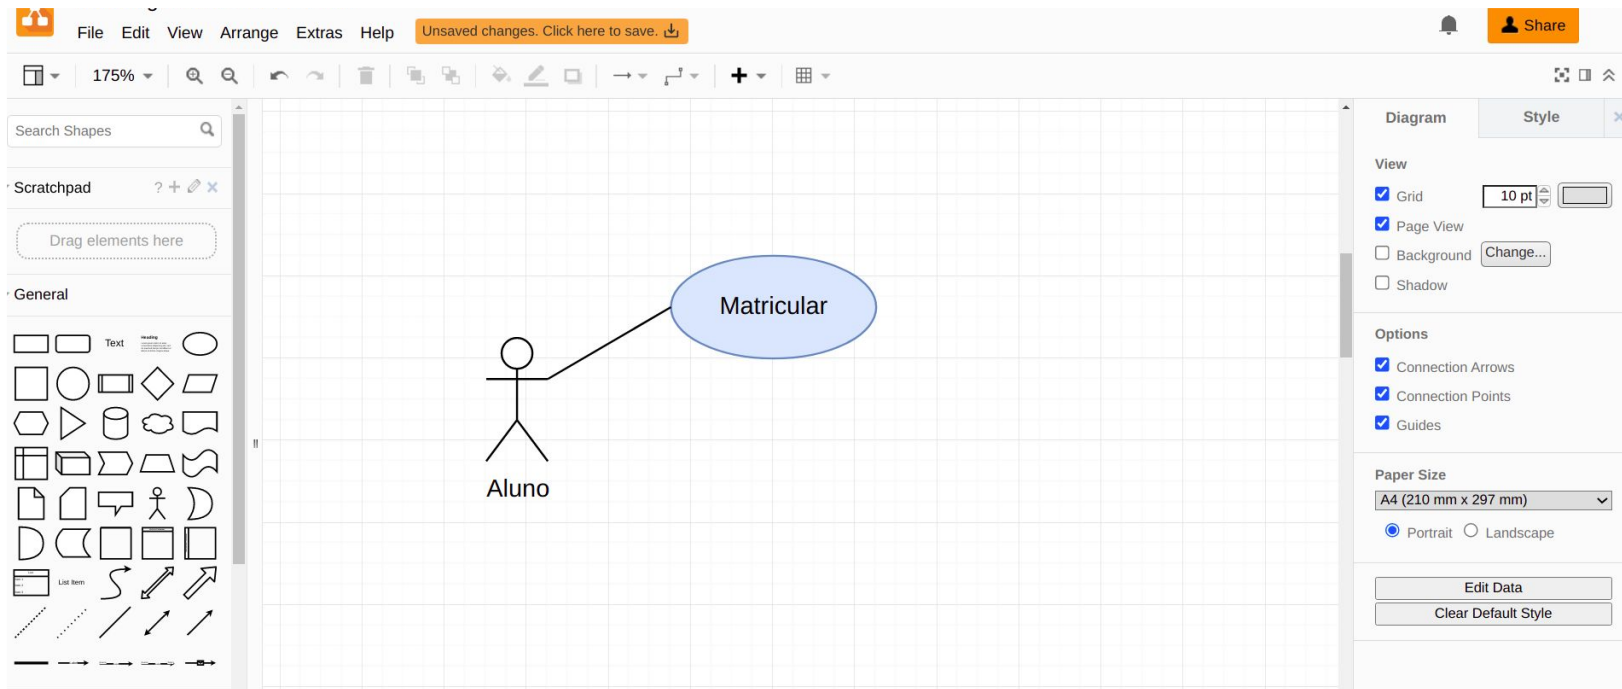 File Edit View Arrange Extras Help Unsaved changes. Click here to save. Share
175%
Search Shapes
Scratchpad ?
Drag elements here
General
Text
Heading
List Item
Matricular
Aluno
Diagram Style
View
Grid 10 pt
Page View
Background Change...
Shadow
Options
Connection Arrows
Connection Points
Guides
Paper Size
A4 (210 mm x 297 mm)
Portrait Landscape
Edit Data
Clear Default Style